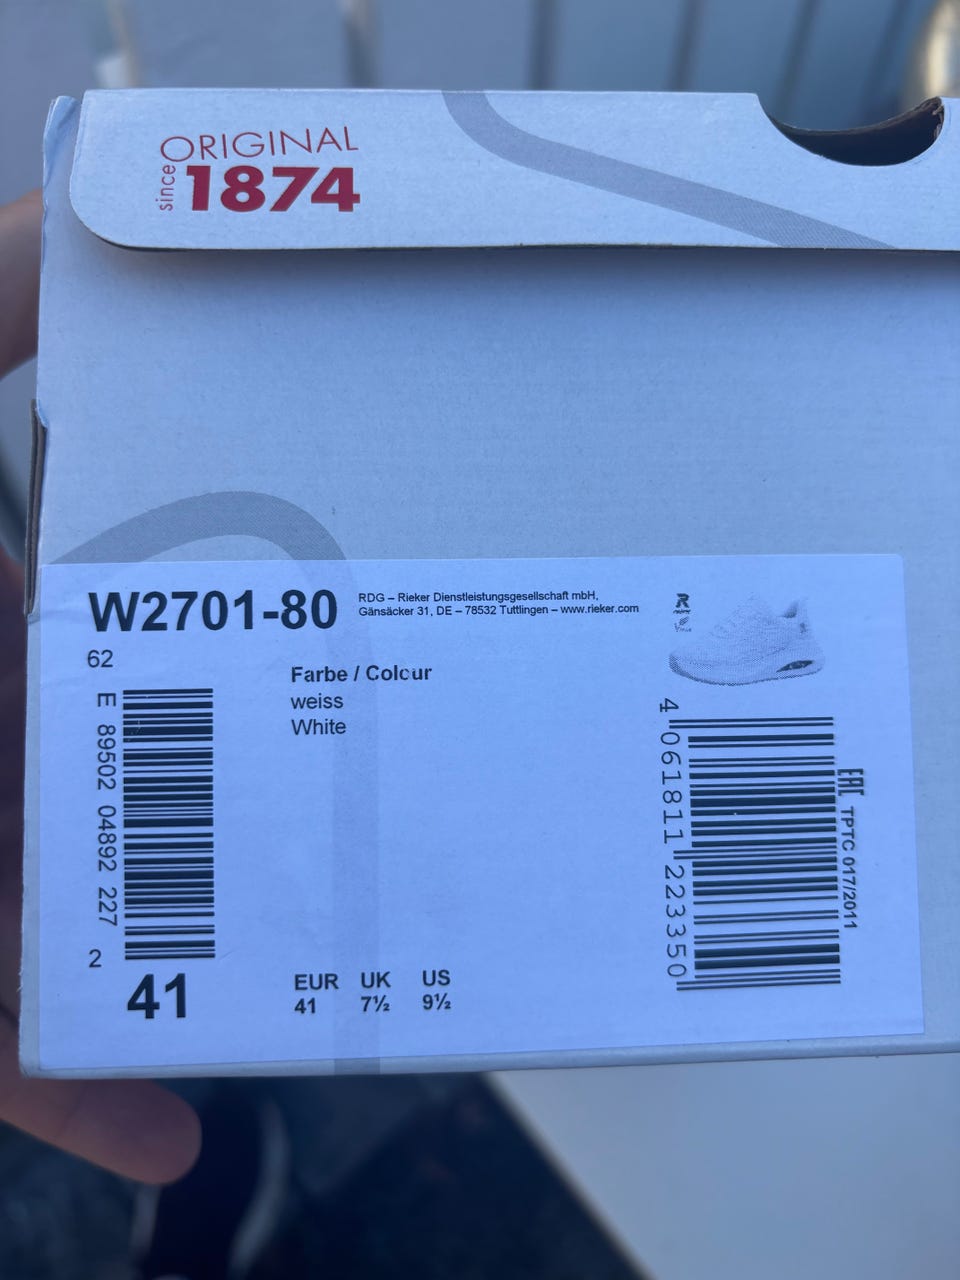 ORIGINAL
since 1874
W2701-80
RDG – Rieker Dienstleistungsgesellschaft mbH,
Gänsäcker 31, DE – 78532 Tuttlingen – www.rieker.com
R
62
Farbe / Colour
weiss
White
E 89502 04892 227
2
4 061811 223350
EAC TPTC 017/2011
41
EUR UK US
41 7½ 9½